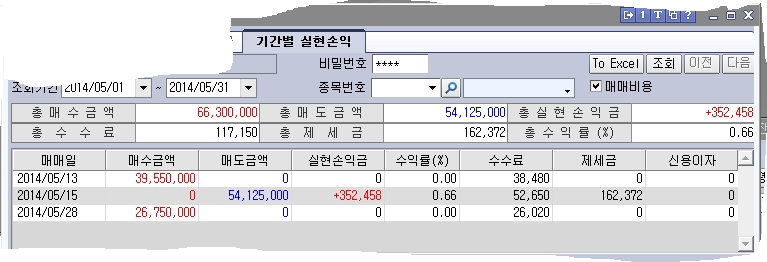 1 T ?
기간별 실현손익
비밀번호 **** To Excel 조회 이전 다음
조회기간 2014/05/01 ~ 2014/05/31 종목번호 매매비용
총 매 수 금 액 66,300,000 총 매 도 금 액 54,125,000 총 실 현 손 익 금 +352,458
총 수 수 료 117,150 총 제 세 금 162,372 총 수 익 률 (%) 0.66
매매일 매수금액 매도금액 실현손익금 수익률(%) 수수료 제세금 신용이자
2014/05/13 39,550,000 0 0 0.00 38,480 0 0
2014/05/15 0 54,125,000 +352,458 0.66 52,650 162,372 0
2014/05/28 26,750,000 0 0 0.00 26,020 0 0